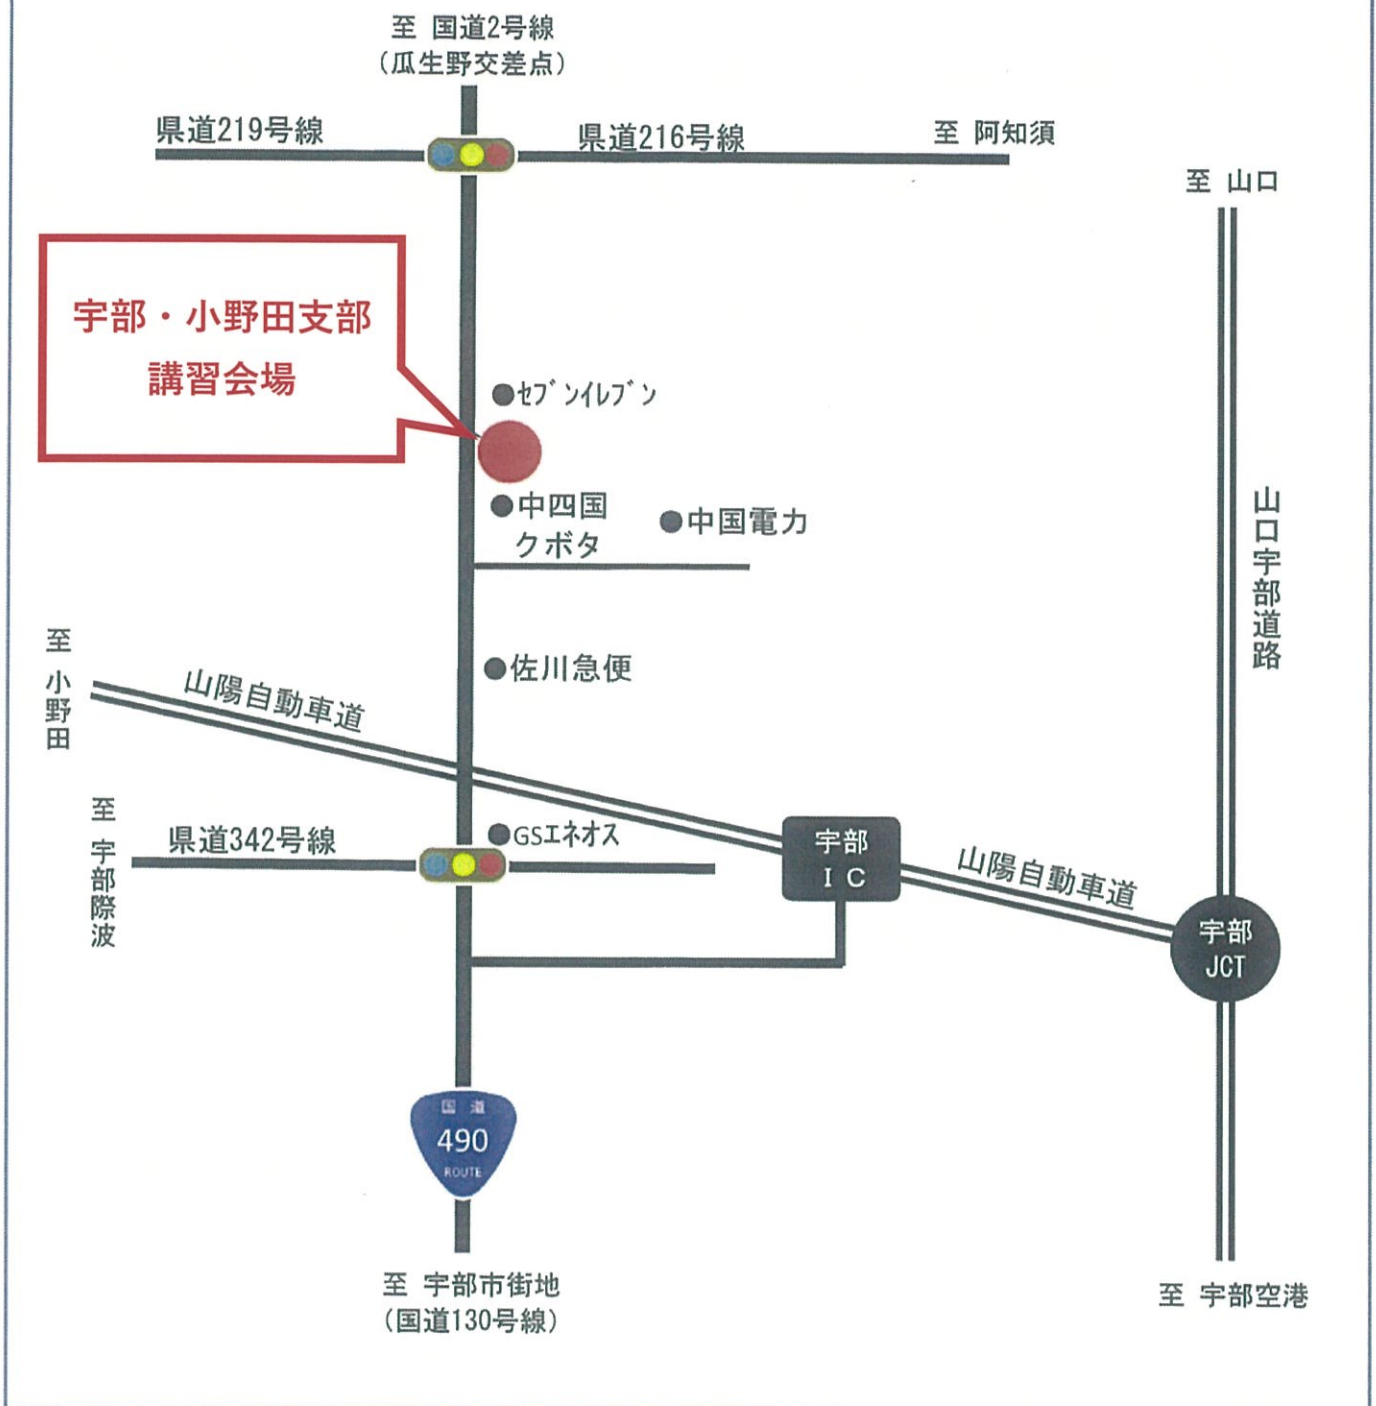 至 国道2号線
（瓜生野交差点）
県道219号線
県道216号線
至 阿知須
至 山口
宇部・小野田支部
講習会場
●ｾﾌﾞﾝｲﾚﾌﾞﾝ
●中四国
クボタ
●中国電力
山口宇部道路
至 小野田
山陽自動車道
●佐川急便
至 宇部際波
県道342号線
●GSエネオス
宇部
ＩＣ
山陽自動車道
宇部
JCT
国道
490
ROUTE
至 宇部市街地
（国道130号線）
至 宇部空港